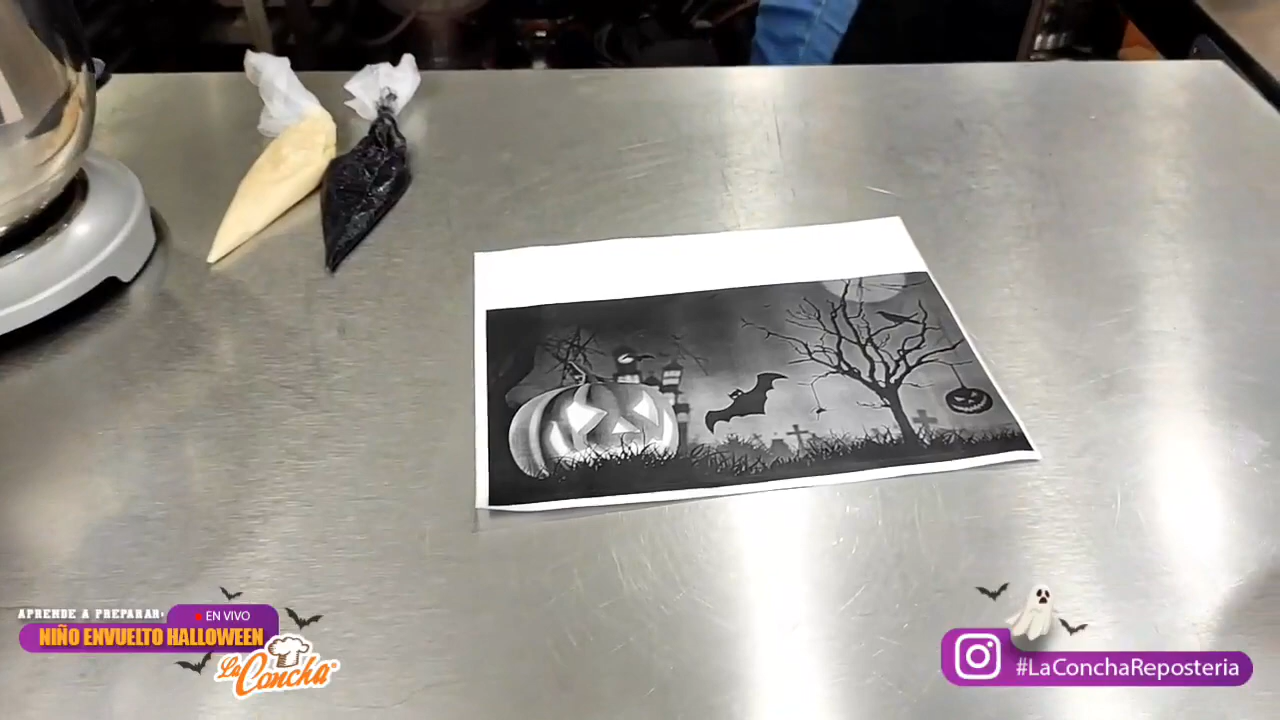 APRENDE A PREPARAR:
EN VIVO
NIÑO ENVUELTO HALLOWEEN
La Concha
#LaConchaReposteria